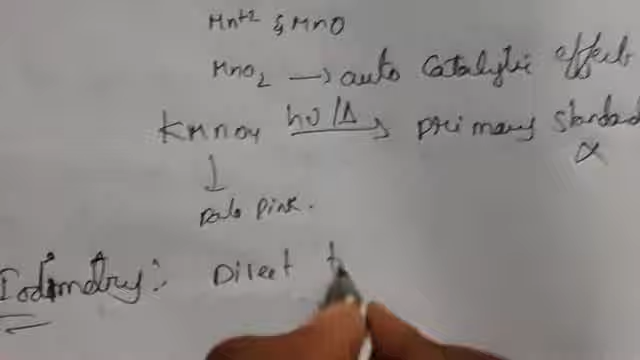 Mn+2 & MnO
MnO2 → auto catalytic effect
KMnO4 hν/Δ → primary standard
x
↓
Pale pink.
Iodimetry: Direct t